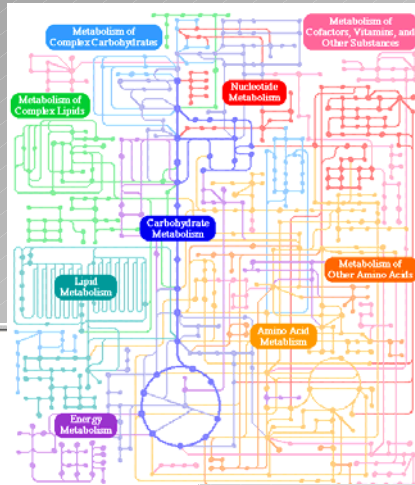 Metabolism of
Complex Carbohydrates
Metabolism of
Cofactors, Vitamins, and
Other Substances
Nucleotide
Metabolism
Metabolism of
Complex Lipids
Carbohydrate
Metabolism
Metabolism of
Other Amino Acids
Lipid
Metabolism
Amino Acid
Metablism
Energy
Metabolism